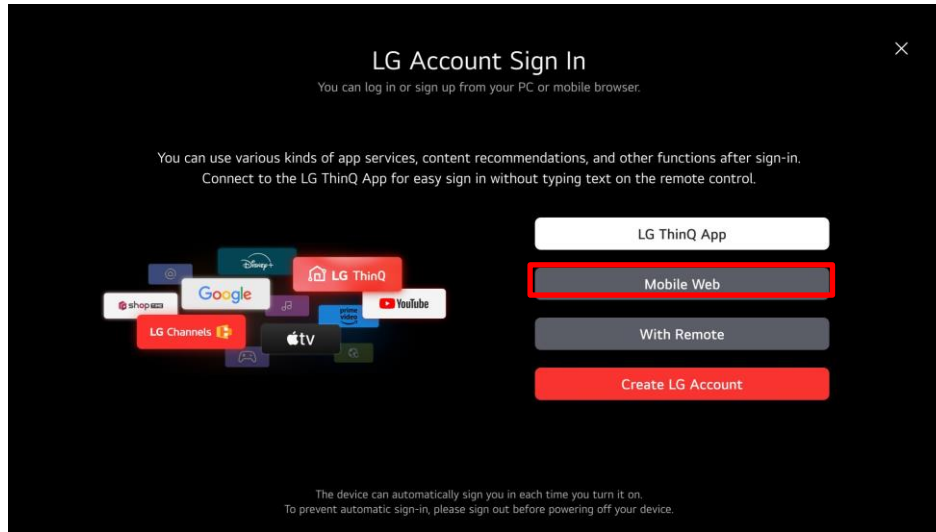 LG Account Sign In
You can log in or sign up from your PC or mobile browser.
You can use various kinds of app services, content recommendations, and other functions after sign-in.
Connect to the LG ThinQ App for easy sign in without typing text on the remote control.
LG ThinQ App
Disney+
LG ThinQ
Mobile Web
Google
shop
prime video
YouTube
LG Channels
tv
With Remote
Create LG Account
The device can automatically sign you in each time you turn it on.
To prevent automatic sign-in, please sign out before powering off your device.